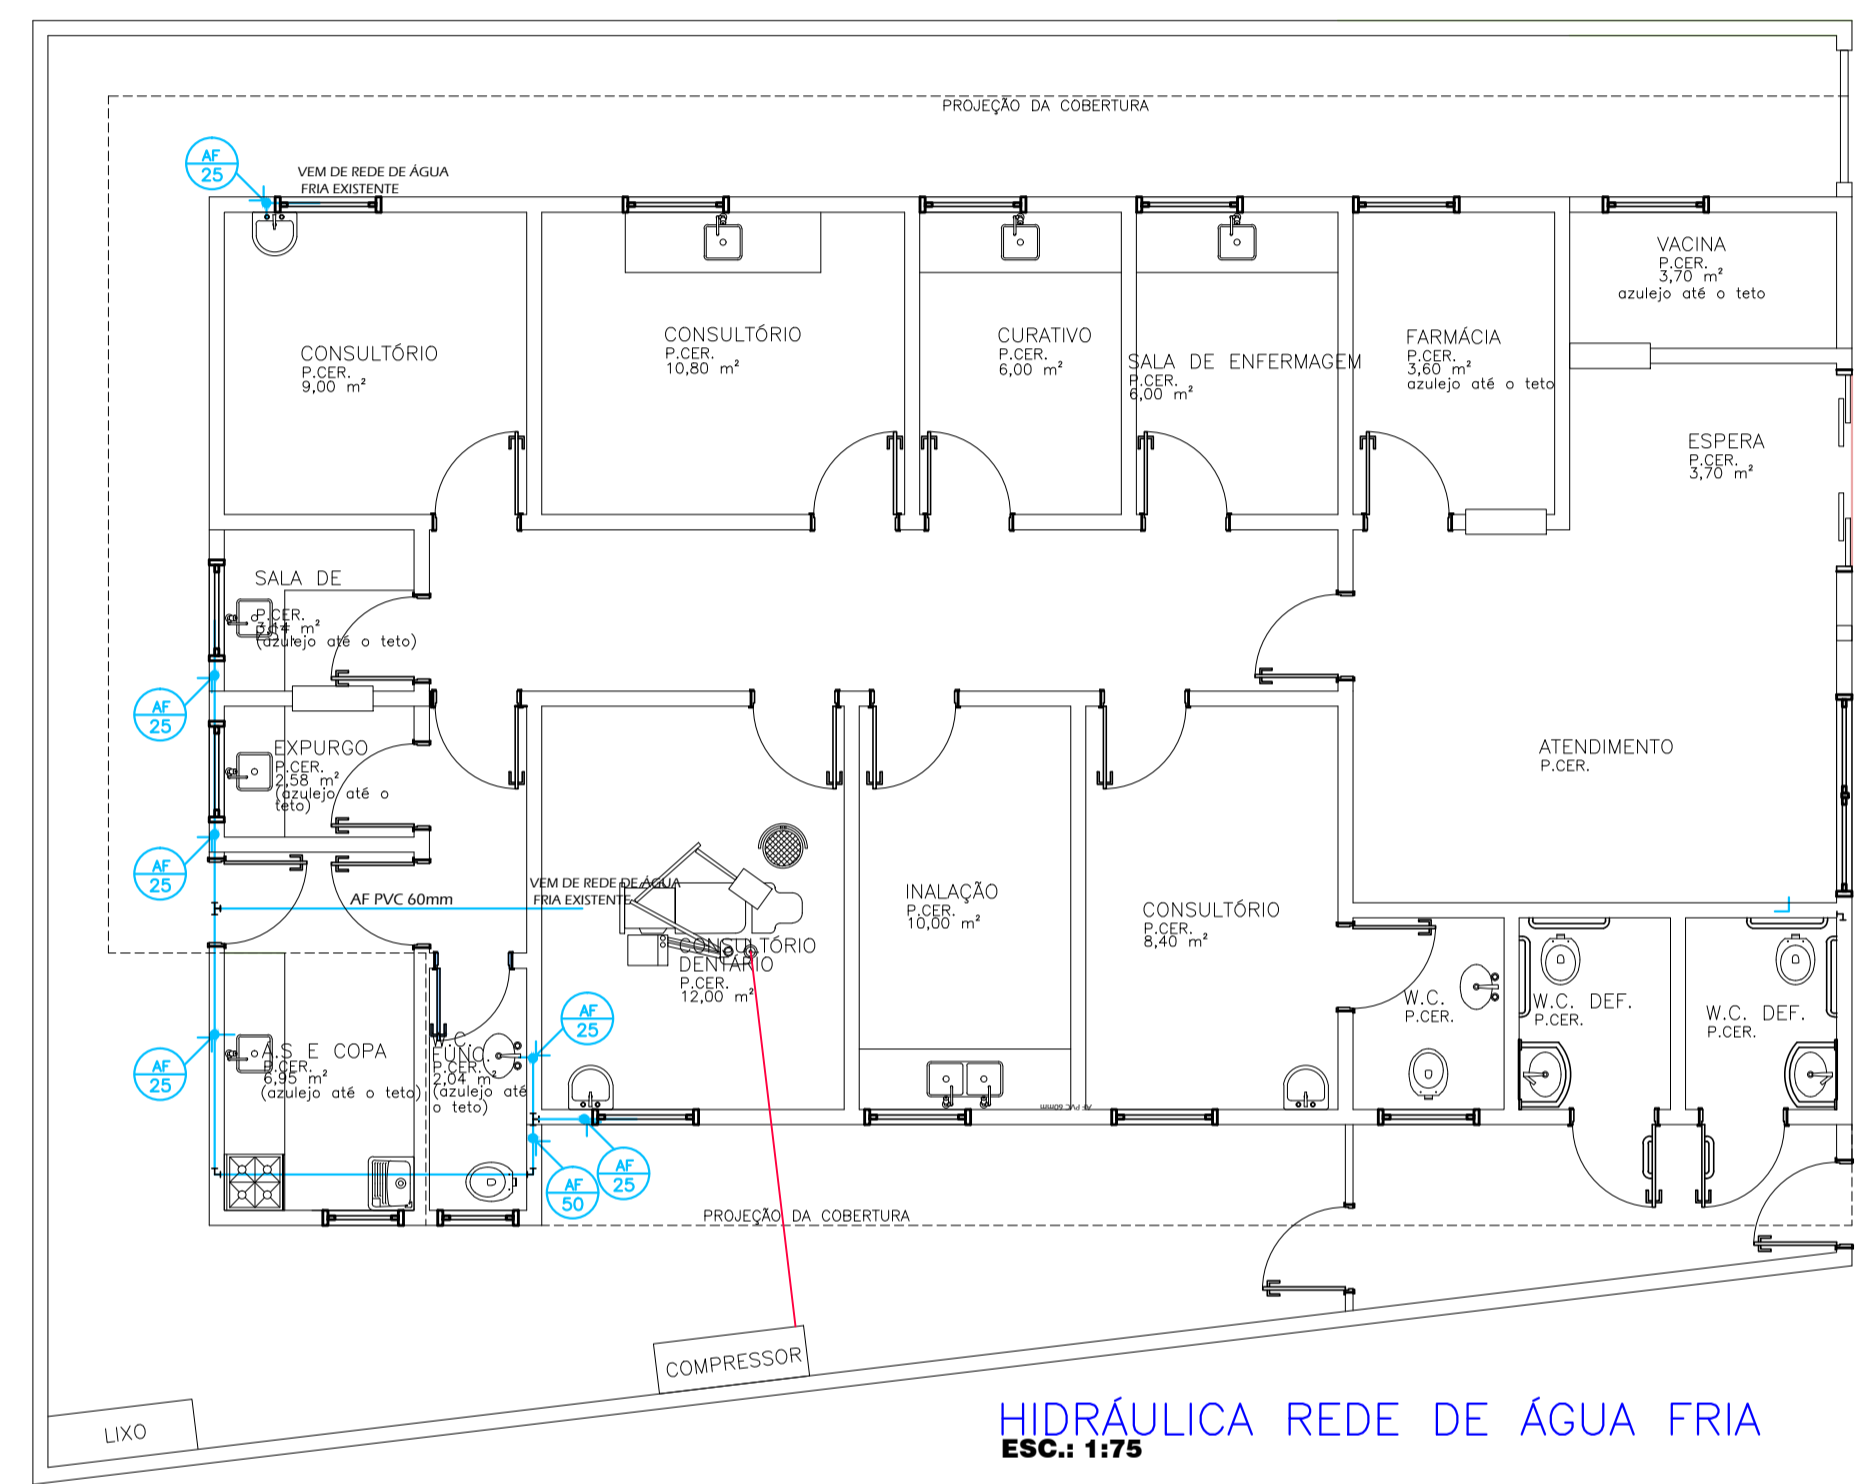 PROJEÇÃO DA COBERTURA
AF
25
VEM DE REDE DE ÁGUA
FRIA EXISTENTE
VACINA
P.CER.
3,70 m²
azulejo até o teto
CONSULTÓRIO
P.CER.
9,00 m²
CONSULTÓRIO
P.CER.
10,80 m²
CURATIVO
P.CER.
6,00 m²
SALA DE ENFERMAGEM
P.CER.
6,00 m²
FARMÁCIA
P.CER.
3,60 m²
azulejo até o teto
ESPERA
P.CER.
3,70 m²
SALA DE
P.CER.
3,14 m²
(azulejo até o teto)
AF
25
EXPURGO
P.CER.
2,58 m²
(azulejo até o
teto)
ATENDIMENTO
P.CER.
AF
25
AF PVC 60mm
VEM DE REDE DE ÁGUA
FRIA EXISTENTE
CONSULTÓRIO
DENTÁRIO
P.CER.
12,00 m²
INALAÇÃO
P.CER.
10,00 m²
CONSULTÓRIO
P.CER.
8,40 m²
W.C.
P.CER.
W.C. DEF.
P.CER.
W.C. DEF.
P.CER.
AF
25
AF
25
A.S E COPA
P.CER.
6,95 m²
(azulejo até o teto)
W.C.
FUNC.
P.CER.
2,04 m²
(azulejo até
o teto)
AF PVC 60mm
AF
25
AF
50
PROJEÇÃO DA COBERTURA
COMPRESSOR
LIXO
HIDRÁULICA REDE DE ÁGUA FRIA
ESC.: 1:75